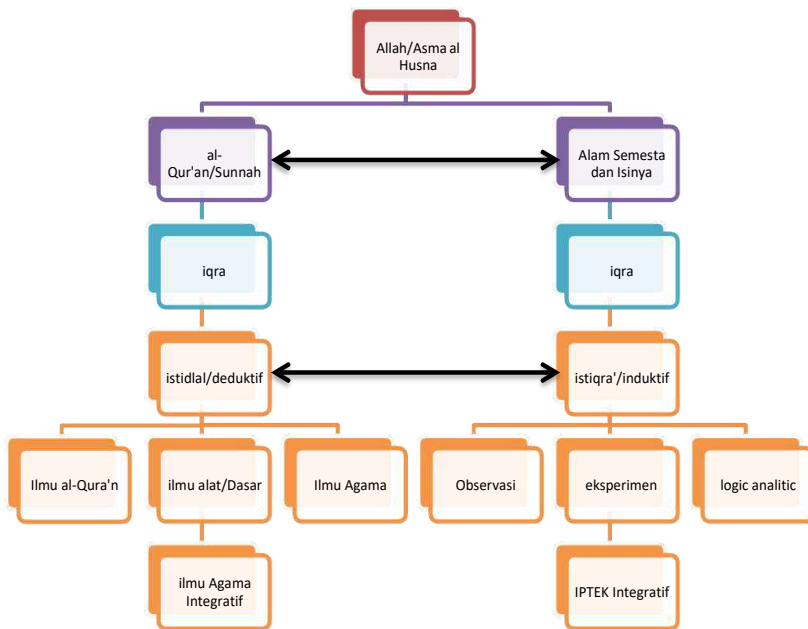 Allah/Asma al
Husna
al-
Qur'an/Sunnah
Alam Semesta
dan Isinya
iqra
iqra
istidlal/deduktif
istiqra'/induktif
Ilmu al-Qura'n
ilmu alat/Dasar
Ilmu Agama
Observasi
eksperimen
logic analitic
ilmu Agama
Integratif
IPTEK Integratif